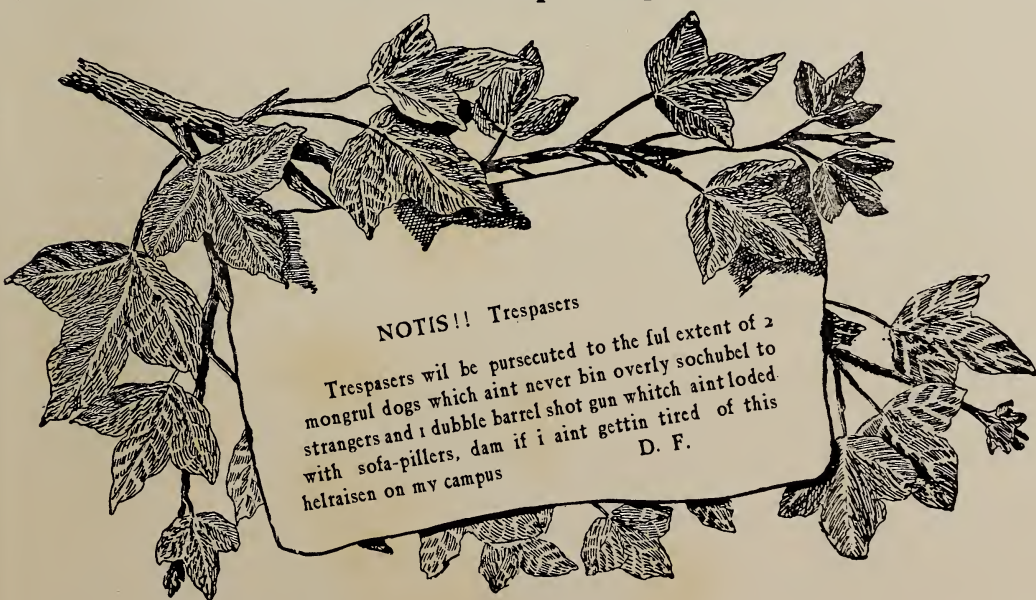 NOTIS!! Trespasers
Trespasers wil be pursecuted to the ful extent of 2
mongrul dogs which aint never bin overly sochubel to
strangers and 1 dubble barrel shot gun whitch aint loded
with sofa-pillers, dam if i aint gettin tired of this
helraisen on my campus
D. F.